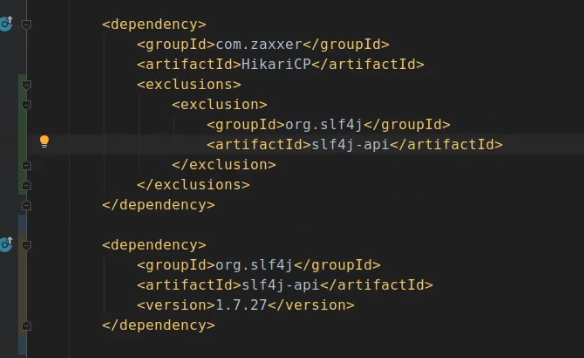 <dependency>
<groupId>com.zaxxer</groupId>
<artifactId>HikariCP</artifactId>
<exclusions>
<exclusion>
<groupId>org.slf4j</groupId>
<artifactId>slf4j-api</artifactId>
</exclusion>
</exclusions>
</dependency>
<dependency>
<groupId>org.slf4j</groupId>
<artifactId>slf4j-api</artifactId>
<version>1.7.27</version>
</dependency>